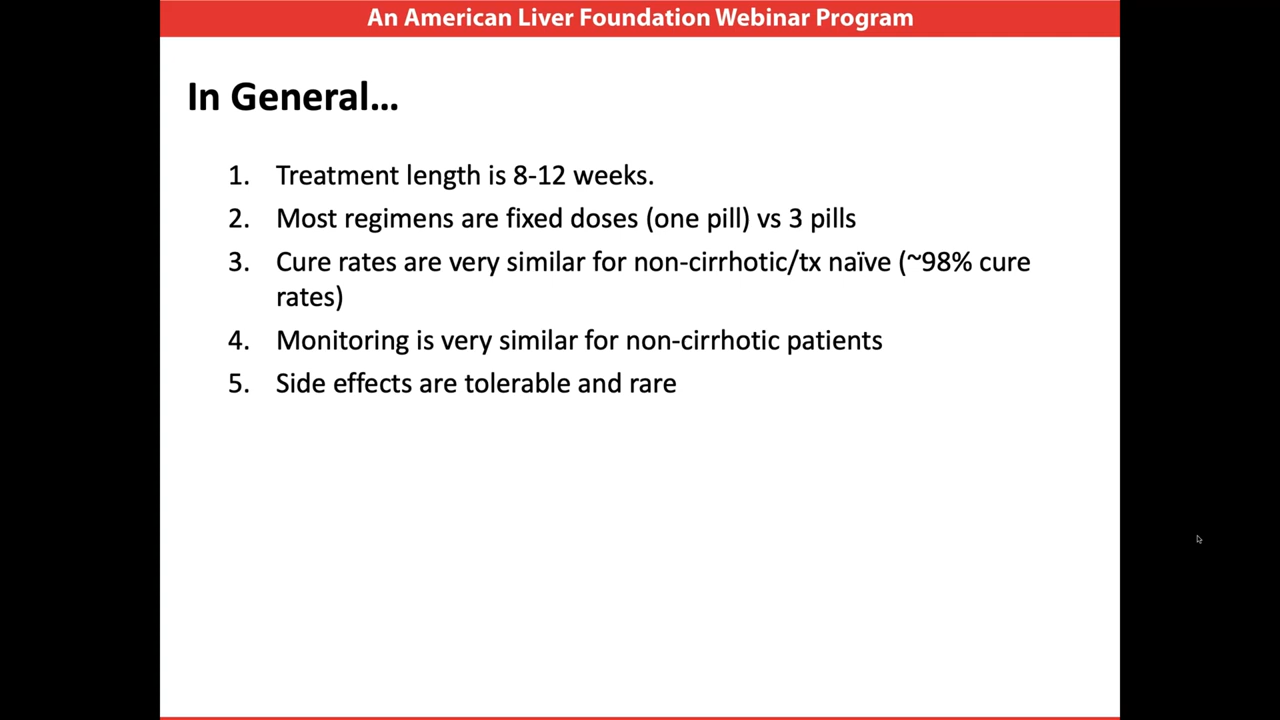 An American Liver Foundation Webinar Program
In General…
1. Treatment length is 8-12 weeks.
2. Most regimens are fixed doses (one pill) vs 3 pills
3. Cure rates are very similar for non-cirrhotic/tx naïve (~98% cure
rates)
4. Monitoring is very similar for non-cirrhotic patients
5. Side effects are tolerable and rare